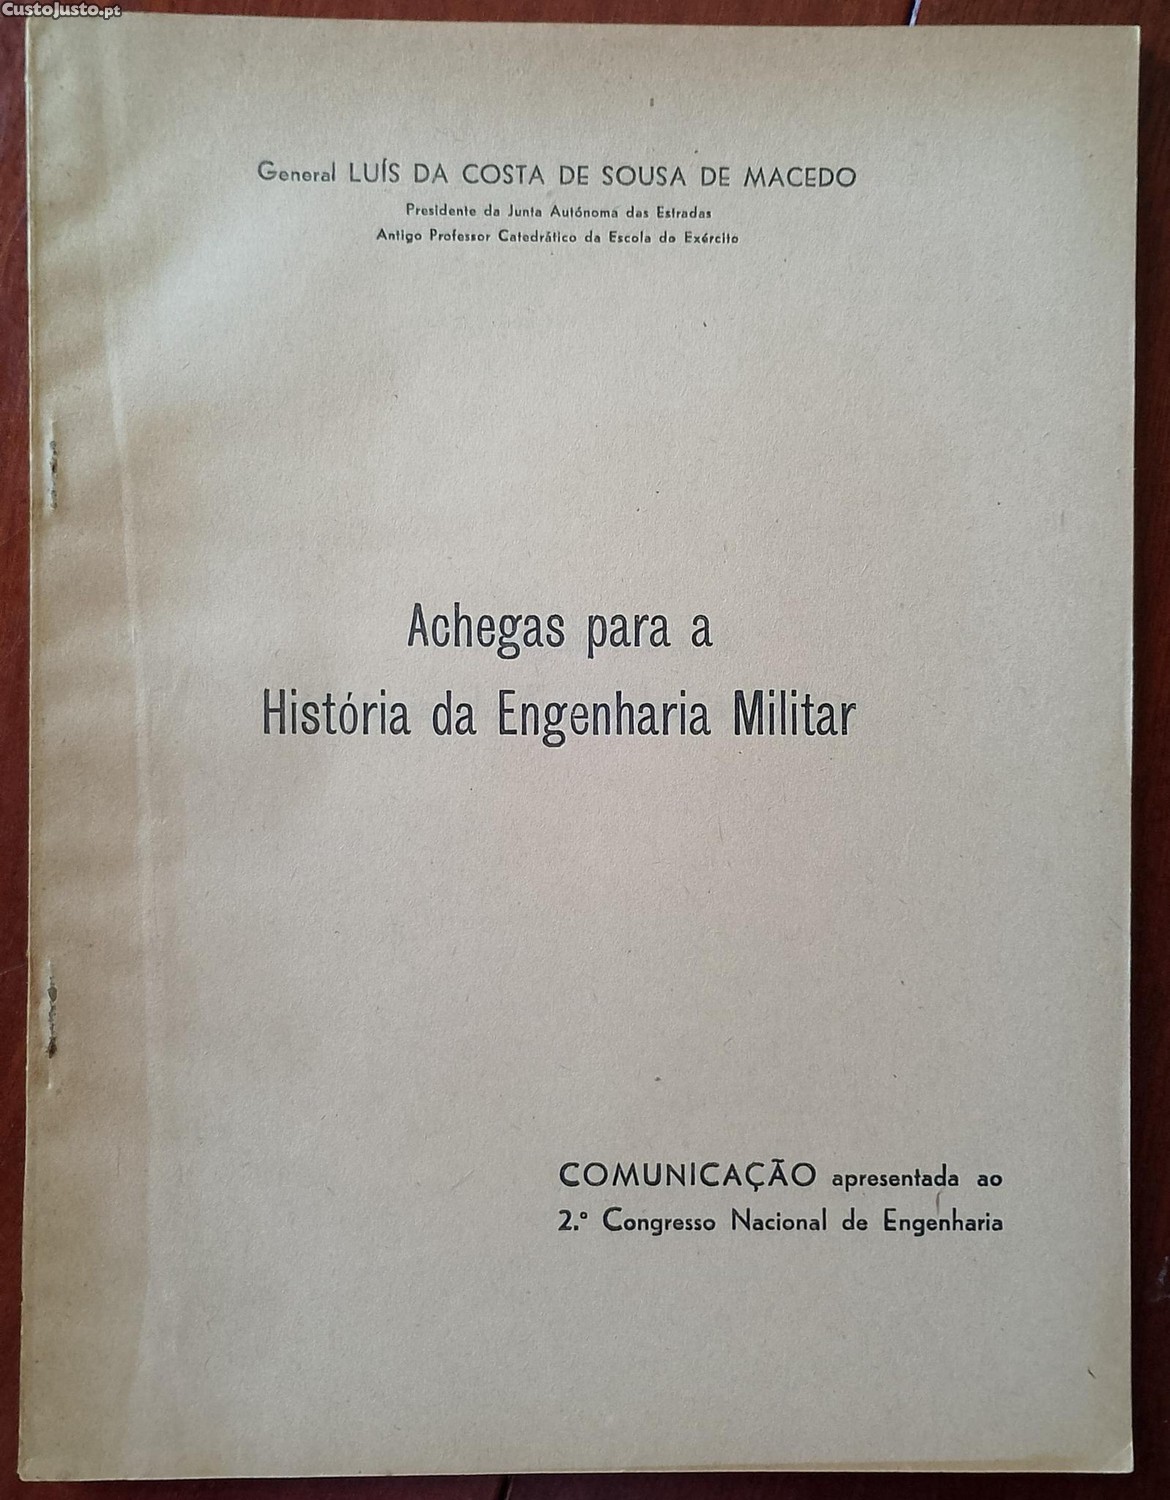 CustoJusto.pt
General LUÍS DA COSTA DE SOUSA DE MACEDO
Presidente da Junta Autónoma das Estradas
Antigo Professor Catedrático da Escola do Exército
Achegas para a
História da Engenharia Militar
COMUNICAÇÃO apresentada ao
2.º Congresso Nacional de Engenharia